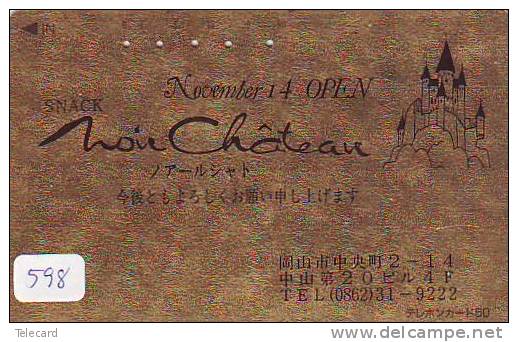 IN
November 14 OPEN
SNACK
noir Château
ノアールシャト
今後ともよろしくお願い申し上げます
岡山市中央町2-14
中山第20ビル4F
TEL(0862)31-9222
テレホンカード50
598
Telecard
www.delcampe.net